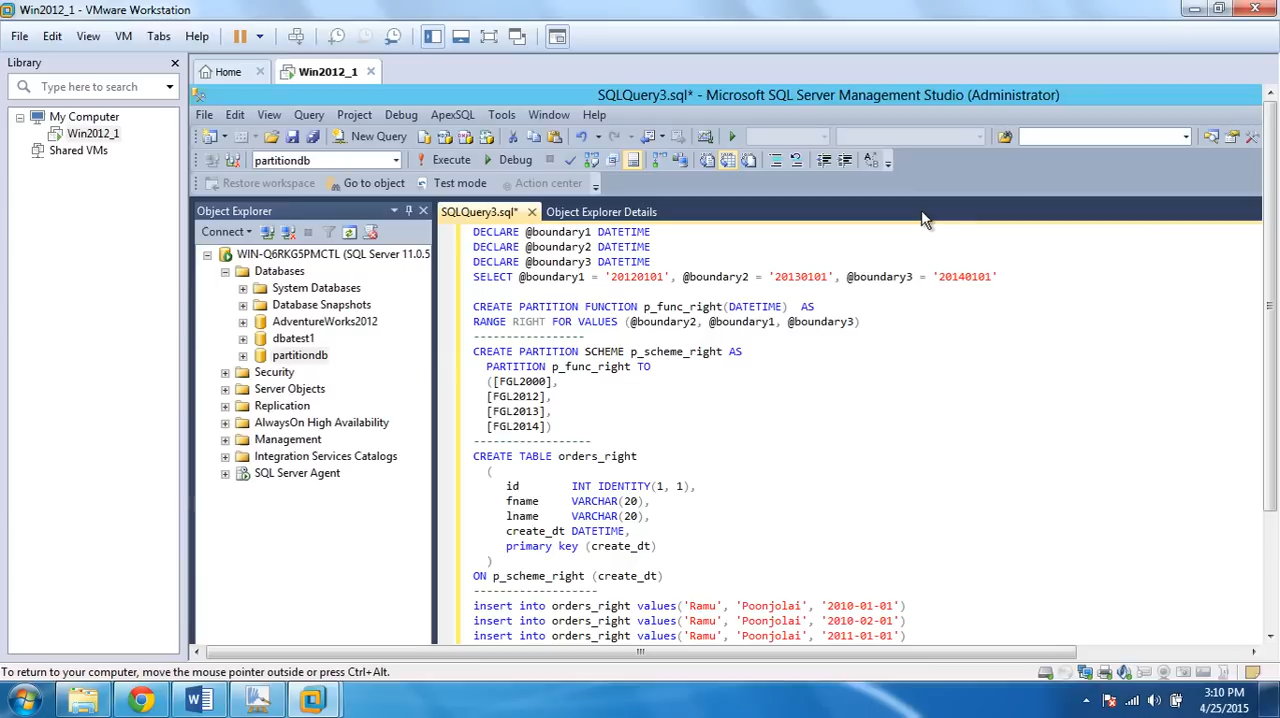 Win2012_1 - VMware Workstation
File Edit View VM Tabs Help
Library
Type here to search
My Computer
Win2012_1
Shared VMs
Home
Win2012_1
SQLQuery3.sql* - Microsoft SQL Server Management Studio (Administrator)
File Edit View Query Project Debug ApexSQL Tools Window Help
New Query
partitiondb
Execute
Debug
Restore workspace
Go to object
Test mode
Action center
Object Explorer
Connect
WIN-Q6RKG5PMCTL (SQL Server 11.0.5
Databases
System Databases
Database Snapshots
AdventureWorks2012
dbatest1
partitiondb
Security
Server Objects
Replication
AlwaysOn High Availability
Management
Integration Services Catalogs
SQL Server Agent
SQLQuery3.sql*
Object Explorer Details
DECLARE @boundary1 DATETIME
DECLARE @boundary2 DATETIME
DECLARE @boundary3 DATETIME
SELECT @boundary1 = '20120101', @boundary2 = '20130101', @boundary3 = '20140101'
CREATE PARTITION FUNCTION p_func_right(DATETIME) AS
RANGE RIGHT FOR VALUES (@boundary2, @boundary1, @boundary3)
-----------------
CREATE PARTITION SCHEME p_scheme_right AS
PARTITION p_func_right TO
([FGL2000],
[FGL2012],
[FGL2013],
[FGL2014])
------------------
CREATE TABLE orders_right
(
id INT IDENTITY(1, 1),
fname VARCHAR(20),
lname VARCHAR(20),
create_dt DATETIME,
primary key (create_dt)
)
ON p_scheme_right (create_dt)
-------------------
insert into orders_right values('Ramu', 'Poonjolai', '2010-01-01')
insert into orders_right values('Ramu', 'Poonjolai', '2010-02-01')
insert into orders_right values('Ramu', 'Poonjolai', '2011-01-01')
To return to your computer, move the mouse pointer outside or press Ctrl+Alt.
3:10 PM
4/25/2015